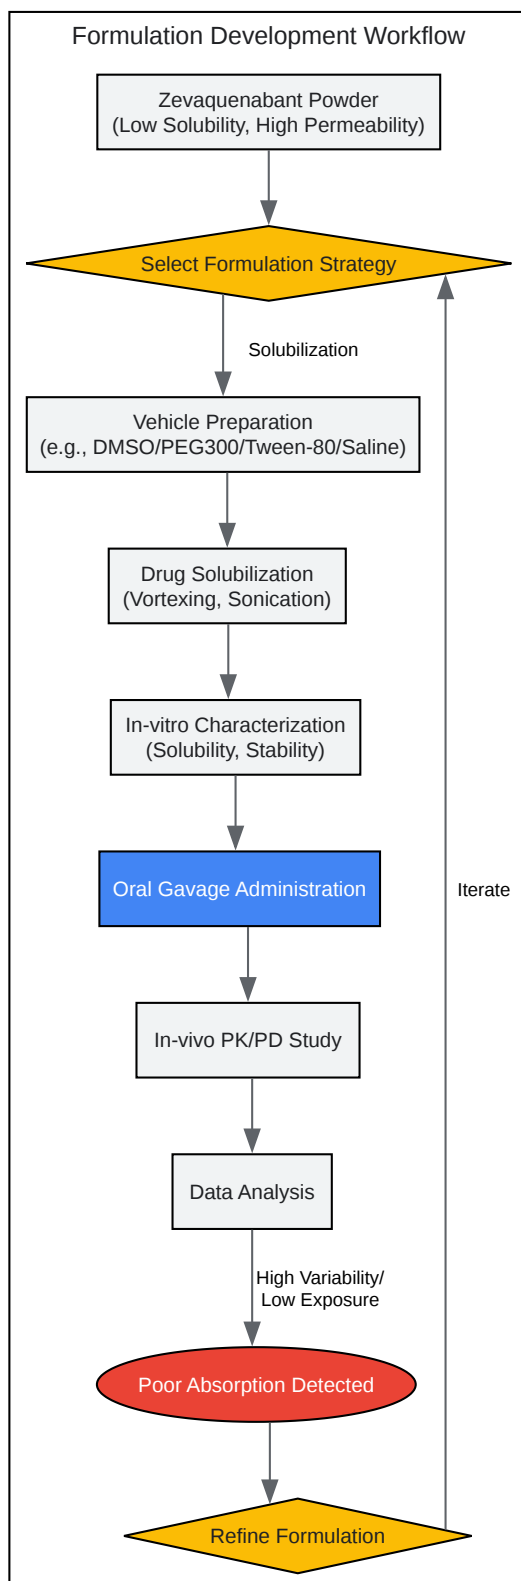 Formulation Development Workflow
Zevaquenabant Powder
(Low Solubility, High Permeability)
Select Formulation Strategy
Solubilization
Vehicle Preparation
(e.g., DMSO/PEG300/Tween-80/Saline)
Drug Solubilization
(Vortexing, Sonication)
In-vitro Characterization
(Solubility, Stability)
Oral Gavage Administration
Iterate
In-vivo PK/PD Study
Data Analysis
High Variability/
Low Exposure
Poor Absorption Detected
Refine Formulation